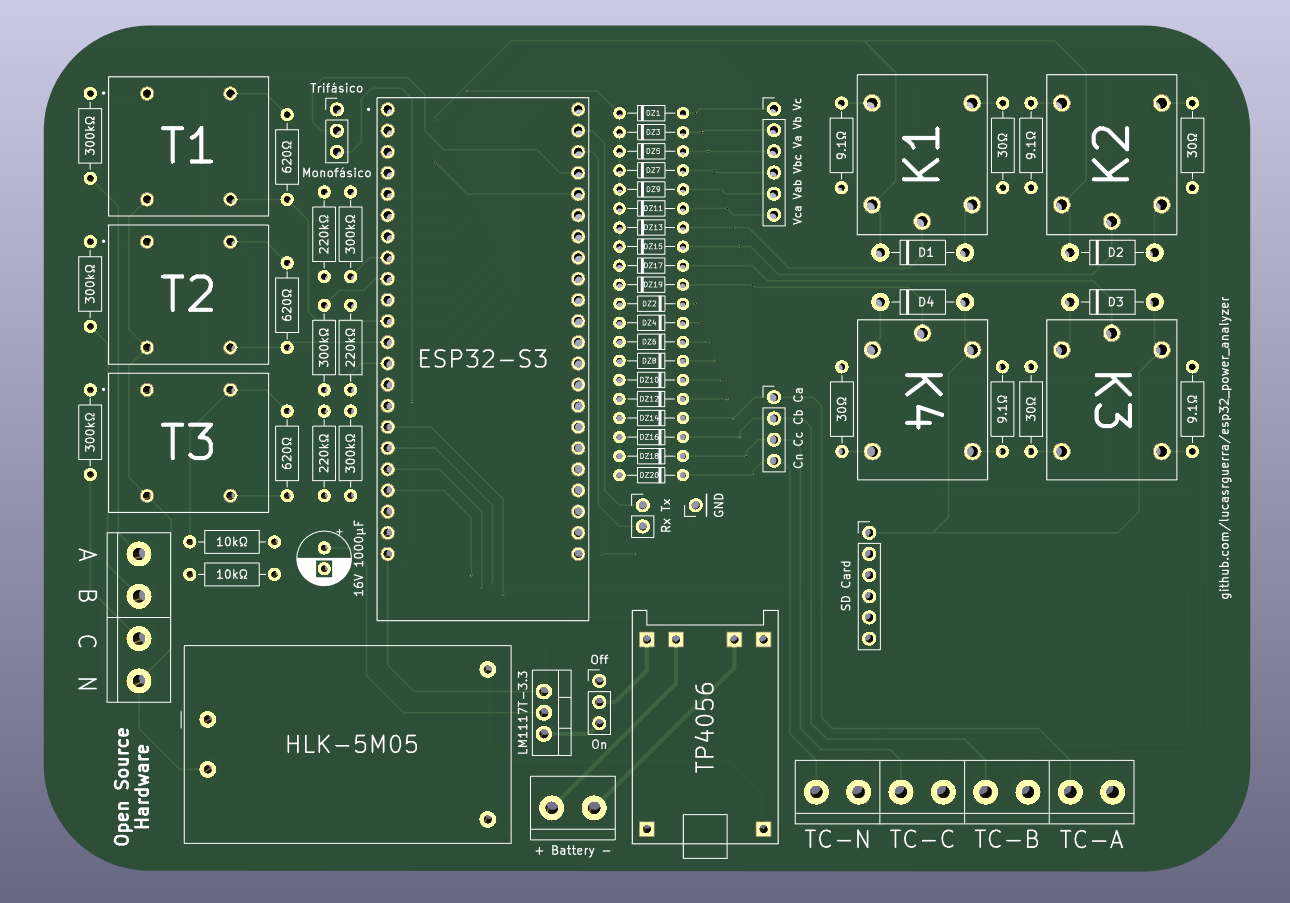 Trifásico
Monofásico
T1
T2
T3
300kΩ
620Ω
300kΩ
620Ω
300kΩ
620Ω
220kΩ
300kΩ
300kΩ
220kΩ
220kΩ
300kΩ
10kΩ
10kΩ
+
16V 1000µF
A
B
C
N
Open Source
Hardware
HLK-5M05
ESP32-S3
LM1117T-3.3
Off
On
+ Battery -
TP4056
DZ1
DZ3
DZ5
DZ7
DZ9
DZ11
DZ13
DZ15
DZ17
DZ19
DZ2
DZ4
DZ6
DZ8
DZ10
DZ12
DZ14
DZ16
DZ18
DZ20
Rx Tx
GND
Vca Vab Vbc Va Vb Vc
Cn Cc Cb Ca
K1
9.1Ω
30Ω
D1
K2
9.1Ω
30Ω
D2
D4
K4
30Ω
9.1Ω
D3
K3
30Ω
9.1Ω
SD Card
github.com/lucasrguerra/esp32_power_analyzer
TC-N
TC-C
TC-B
TC-A